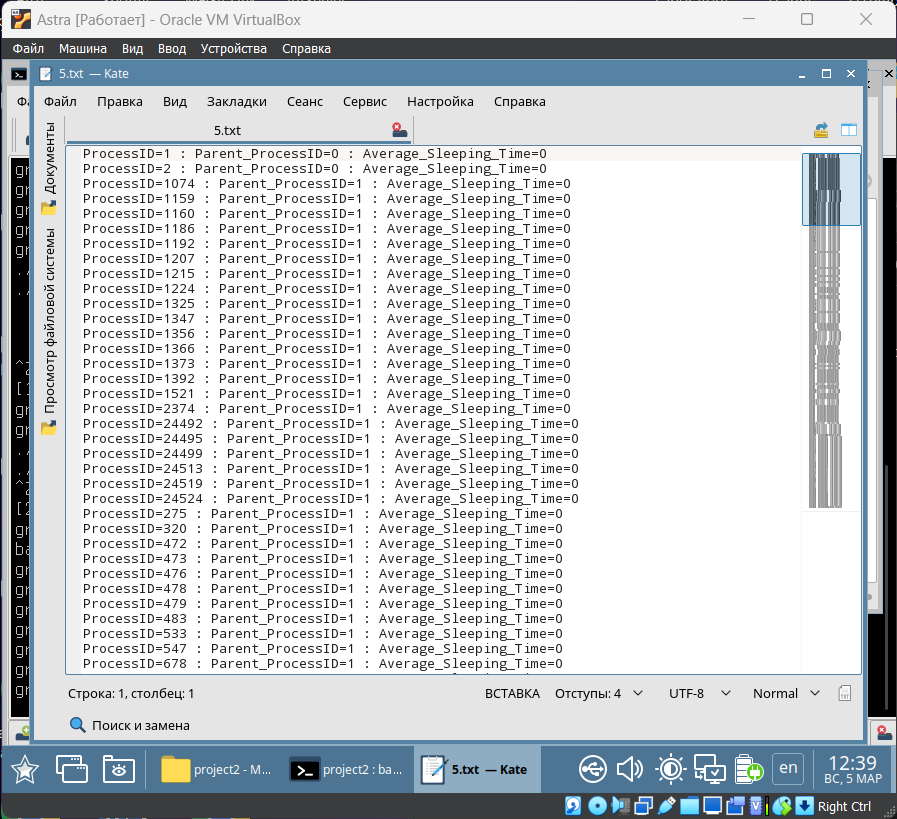 Astra [Работает] - Oracle VM VirtualBox
Файл Машина Вид Ввод Устройства Справка
5.txt — Kate
Файл Правка Вид Закладки Сеанс Сервис Настройка Справка
5.txt
Документы
Просмотр файловой системы
ProcessID=1 : Parent_ProcessID=0 : Average_Sleeping_Time=0
ProcessID=2 : Parent_ProcessID=0 : Average_Sleeping_Time=0
ProcessID=1074 : Parent_ProcessID=1 : Average_Sleeping_Time=0
ProcessID=1159 : Parent_ProcessID=1 : Average_Sleeping_Time=0
ProcessID=1160 : Parent_ProcessID=1 : Average_Sleeping_Time=0
ProcessID=1186 : Parent_ProcessID=1 : Average_Sleeping_Time=0
ProcessID=1192 : Parent_ProcessID=1 : Average_Sleeping_Time=0
ProcessID=1207 : Parent_ProcessID=1 : Average_Sleeping_Time=0
ProcessID=1215 : Parent_ProcessID=1 : Average_Sleeping_Time=0
ProcessID=1224 : Parent_ProcessID=1 : Average_Sleeping_Time=0
ProcessID=1325 : Parent_ProcessID=1 : Average_Sleeping_Time=0
ProcessID=1347 : Parent_ProcessID=1 : Average_Sleeping_Time=0
ProcessID=1356 : Parent_ProcessID=1 : Average_Sleeping_Time=0
ProcessID=1366 : Parent_ProcessID=1 : Average_Sleeping_Time=0
ProcessID=1373 : Parent_ProcessID=1 : Average_Sleeping_Time=0
ProcessID=1392 : Parent_ProcessID=1 : Average_Sleeping_Time=0
ProcessID=1521 : Parent_ProcessID=1 : Average_Sleeping_Time=0
ProcessID=2374 : Parent_ProcessID=1 : Average_Sleeping_Time=0
ProcessID=24492 : Parent_ProcessID=1 : Average_Sleeping_Time=0
ProcessID=24495 : Parent_ProcessID=1 : Average_Sleeping_Time=0
ProcessID=24499 : Parent_ProcessID=1 : Average_Sleeping_Time=0
ProcessID=24513 : Parent_ProcessID=1 : Average_Sleeping_Time=0
ProcessID=24519 : Parent_ProcessID=1 : Average_Sleeping_Time=0
ProcessID=24524 : Parent_ProcessID=1 : Average_Sleeping_Time=0
ProcessID=275 : Parent_ProcessID=1 : Average_Sleeping_Time=0
ProcessID=320 : Parent_ProcessID=1 : Average_Sleeping_Time=0
ProcessID=472 : Parent_ProcessID=1 : Average_Sleeping_Time=0
ProcessID=473 : Parent_ProcessID=1 : Average_Sleeping_Time=0
ProcessID=476 : Parent_ProcessID=1 : Average_Sleeping_Time=0
ProcessID=478 : Parent_ProcessID=1 : Average_Sleeping_Time=0
ProcessID=479 : Parent_ProcessID=1 : Average_Sleeping_Time=0
ProcessID=483 : Parent_ProcessID=1 : Average_Sleeping_Time=0
ProcessID=533 : Parent_ProcessID=1 : Average_Sleeping_Time=0
ProcessID=547 : Parent_ProcessID=1 : Average_Sleeping_Time=0
ProcessID=678 : Parent_ProcessID=1 : Average_Sleeping_Time=0
Строка: 1, столбец: 1 ВСТАВКА Отступы: 4 UTF-8 Normal
Поиск и замена
project2 - М... project2 : ba... 5.txt — Kate en 12:39
ВС, 5 МАР
Right Ctrl